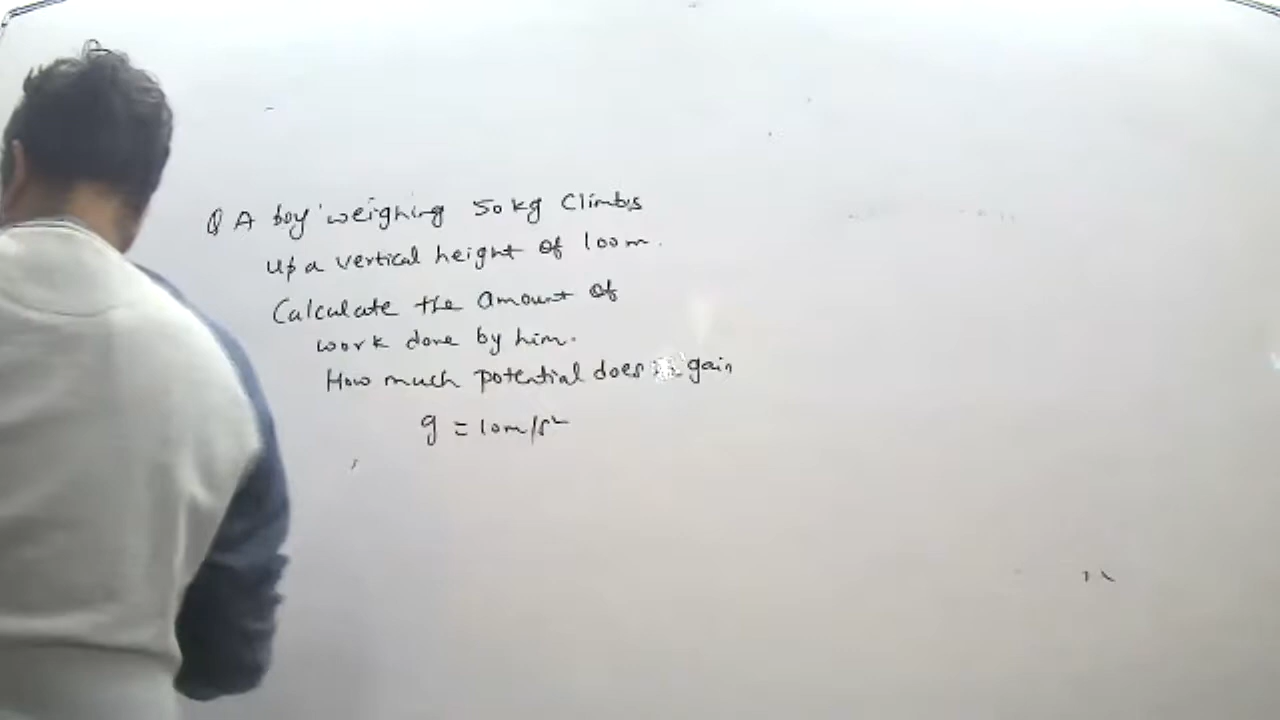 Q A boy weighing 50kg Climbs
up a vertical height of 100m.
Calculate the amount of
work done by him.
How much potential does gain
g = 10m/s²